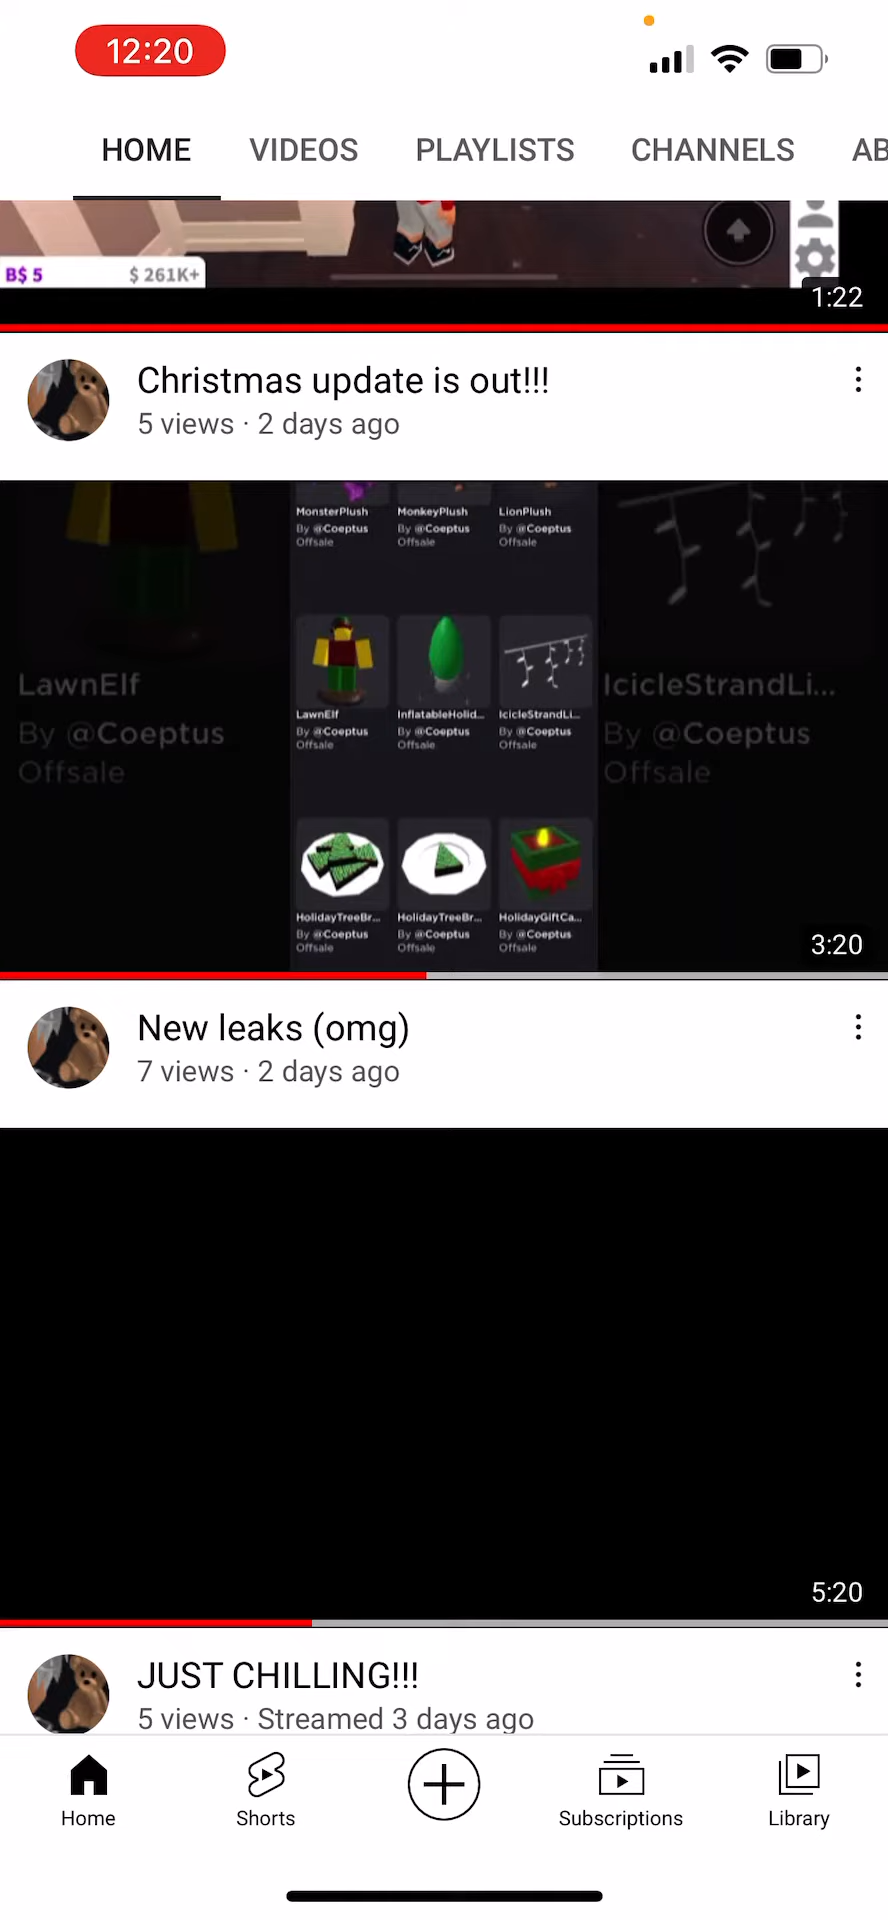 12:20
HOME VIDEOS PLAYLISTS CHANNELS AB
B$ 5 $ 261K+
1:22
Christmas update is out!!!
5 views · 2 days ago
MonsterPlush MonkeyPlush LionPlush
By @Coeptus By @Coeptus By @Coeptus
Offsale Offsale Offsale
LawnElf IcicleStrandLi...
By @Coeptus By @Coeptus
Offsale Offsale
LawnElf InflatableHolid... IcicleStrandLi...
By @Coeptus By @Coeptus By @Coeptus
Offsale Offsale Offsale
HolidayTreeBr... HolidayTreeBr... HolidayGiftCa...
By @Coeptus By @Coeptus By @Coeptus
Offsale Offsale Offsale
3:20
New leaks (omg)
7 views · 2 days ago
5:20
JUST CHILLING!!!
5 views · Streamed 3 days ago
Home Shorts Subscriptions Library